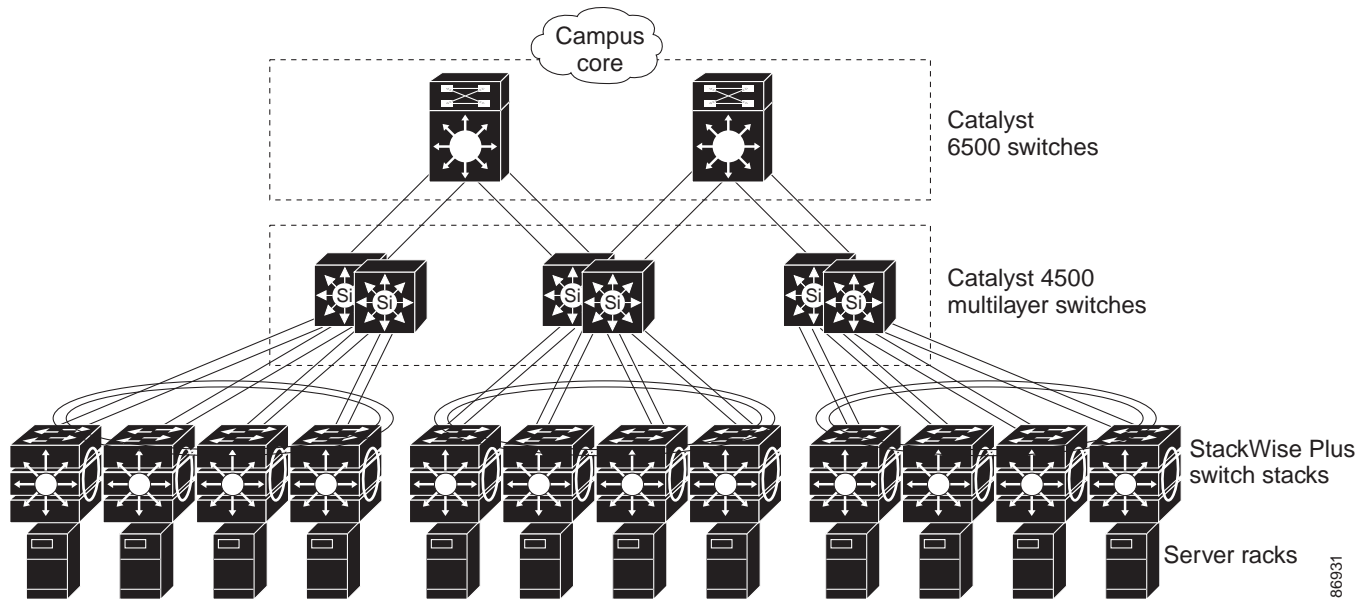 Campus
core
Catalyst
6500 switches
Si
Si
Si
Si
Si
Si
Catalyst 4500
multilayer switches
StackWise Plus
switch stacks
Server racks
86931